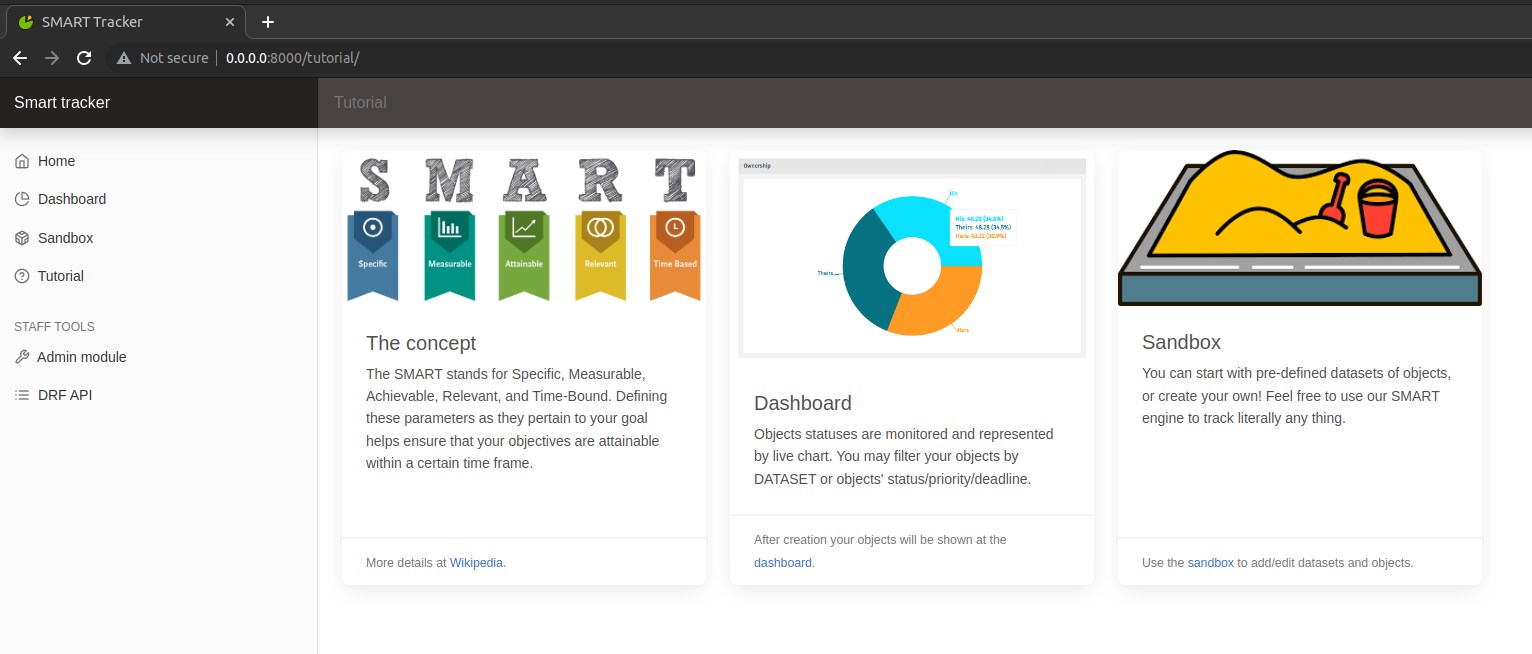 SMART Tracker
Not secure
0.0.0.0:8000/tutorial/
Smart tracker
Tutorial
Home
Dashboard
Sandbox
Tutorial
STAFF TOOLS
Admin module
DRF API
S M A R T
Specific
Measurable
Attainable
Relevant
Time Based
The concept
The SMART stands for Specific, Measurable,
Achievable, Relevant, and Time-Bound. Defining
these parameters as they pertain to your goal
helps ensure that your objectives are attainable
within a certain time frame.
More details at Wikipedia.
Ownership
His
His: 48.28 (34.5%)
Theirs: 48.28 (34.5%)
Hers: 43.22 (30.9%)
Theirs
Hers
Dashboard
Objects statuses are monitored and represented
by live chart. You may filter your objects by
DATASET or objects' status/priority/deadline.
After creation your objects will be shown at the
dashboard.
Sandbox
You can start with pre-defined datasets of objects,
or create your own! Feel free to use our SMART
engine to track literally any thing.
Use the sandbox to add/edit datasets and objects.